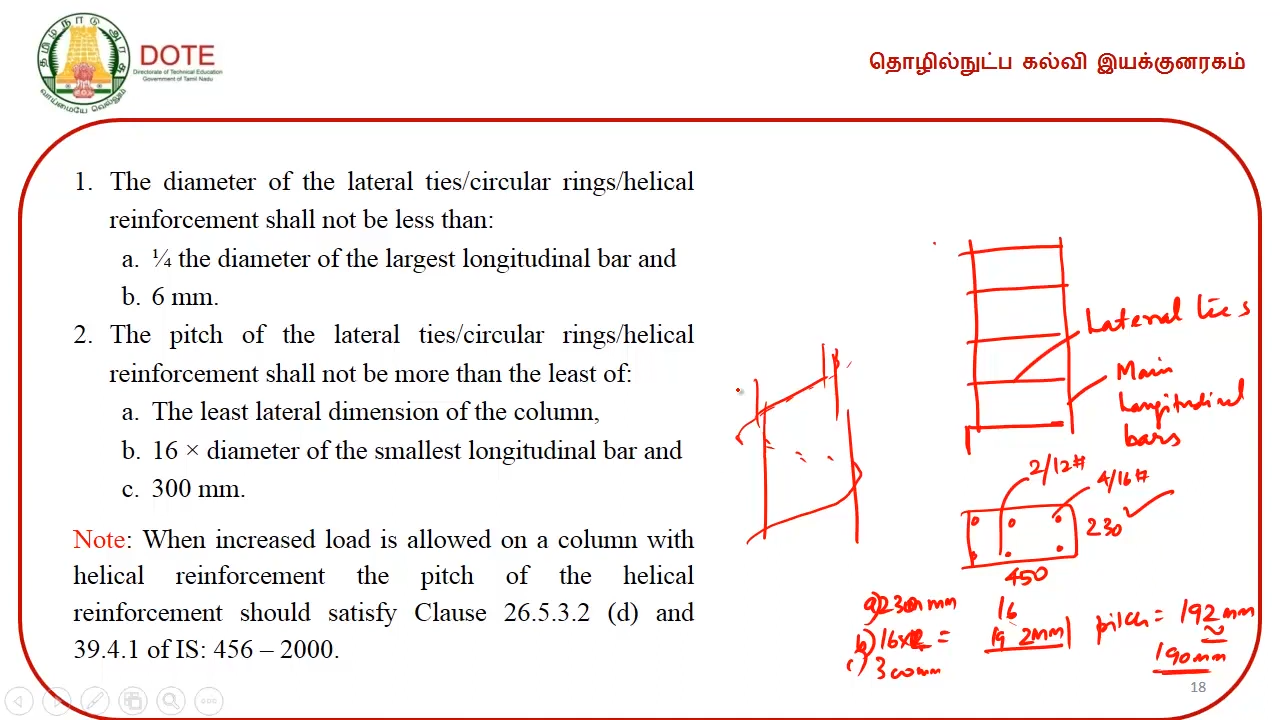 தமிழ்நாடு அரசு
வாய்மையே வெல்லும்
DOTE
Directorate of Technical Education
Government of Tamil Nadu
தொழில்நுட்ப கல்வி இயக்குனரகம்
1. The diameter of the lateral ties/circular rings/helical
reinforcement shall not be less than:
a. ¼ the diameter of the largest longitudinal bar and
b. 6 mm.
2. The pitch of the lateral ties/circular rings/helical
reinforcement shall not be more than the least of:
a. The least lateral dimension of the column,
b. 16 × diameter of the smallest longitudinal bar and
c. 300 mm.
Note: When increased load is allowed on a column with
helical reinforcement the pitch of the helical
reinforcement should satisfy Clause 26.5.3.2 (d) and
39.4.1 of IS: 456 – 2000.
Lateral ties
Main
Longitudinal
bars
2/12#
4/16#
230
450
a) 230 mm
b) 16x = 192mm
16
c) 300mm
pitch = 192 mm
190mm
18